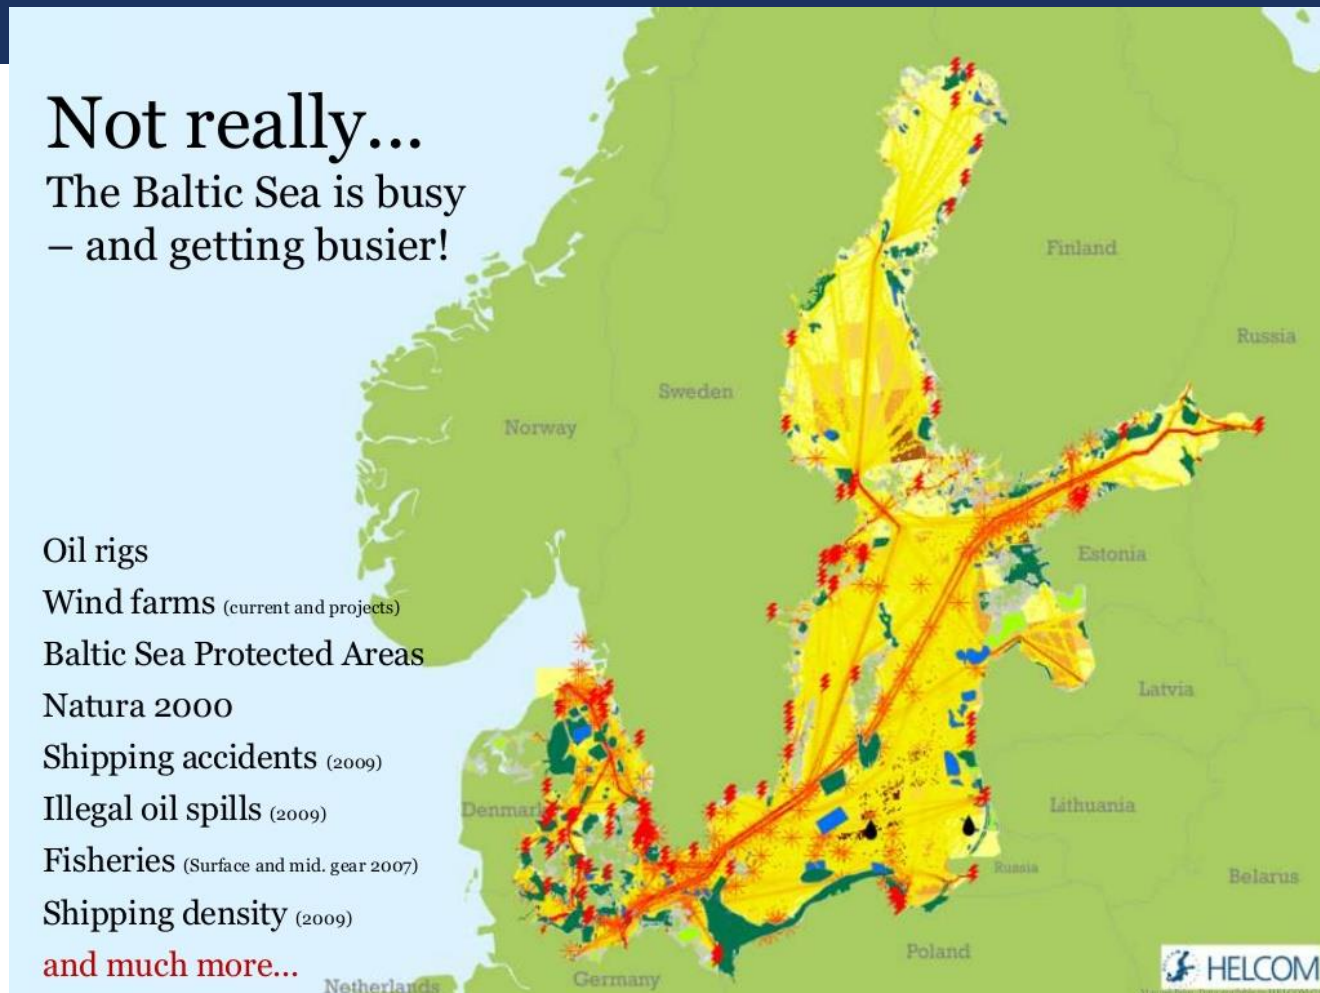 Not really...
The Baltic Sea is busy
– and getting busier!
Finland
Russia
Sweden
Norway
Oil rigs
Estonia
Wind farms (current and projects)
Baltic Sea Protected Areas
Latvia
Natura 2000
Shipping accidents (2009)
Denmark
Lithuania
Illegal oil spills (2009)
Fisheries (Surface and mid. gear 2007)
Russia
Belarus
Shipping density (2009)
Poland
and much more...
HELCOM
Germany
Netherlands